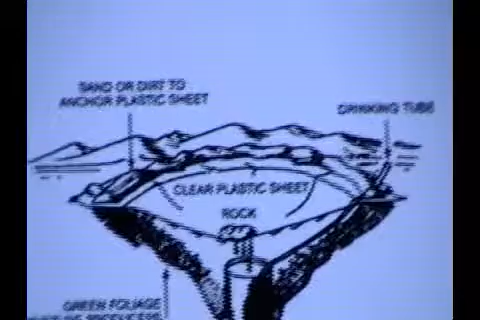 SAND OR DIRT TO
ANCHOR PLASTIC SHEET
DRINKING TUBE
CLEAR PLASTIC SHEET
ROCK
GREEN FOLIAGE